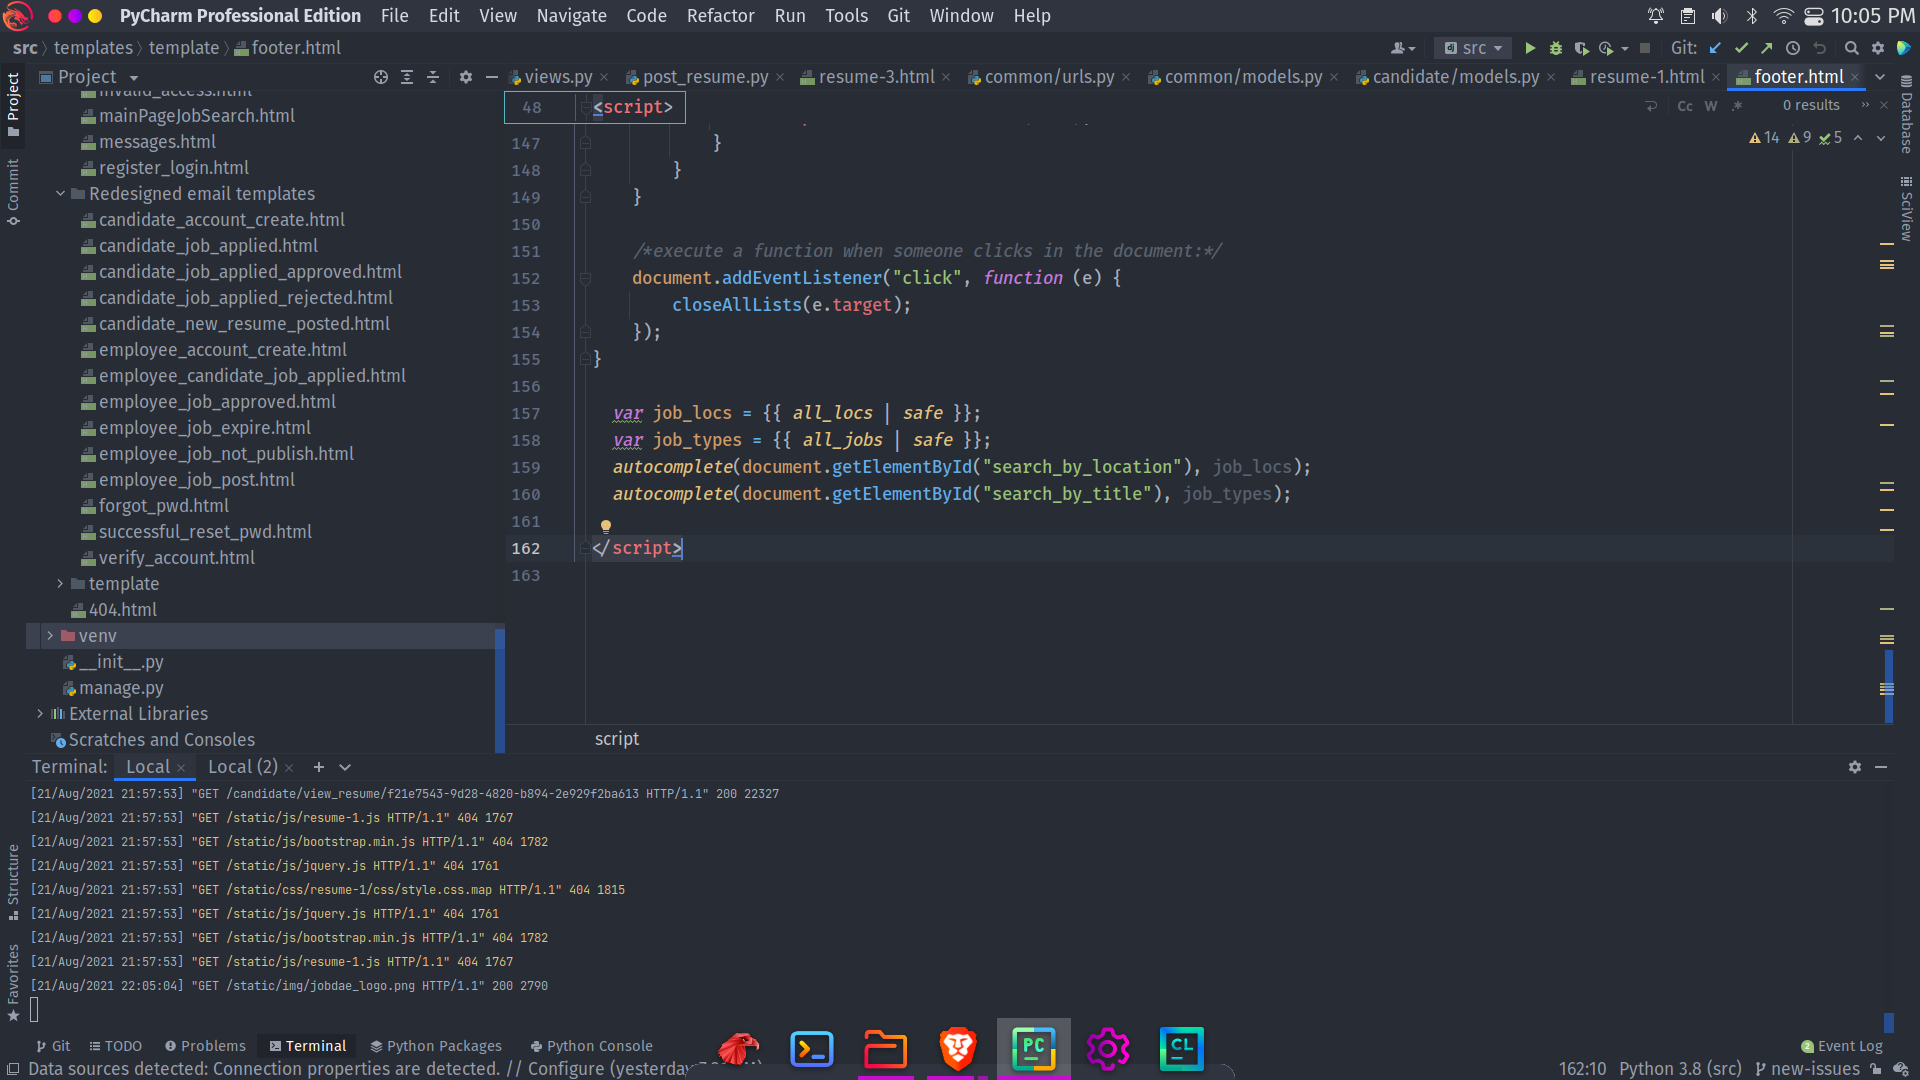 PyCharm Professional Edition File Edit View Navigate Code Refactor Run Tools Git Window Help 10:05 PM
src templates template footer.html src Git:
Project views.py post_resume.py resume-3.html common/urls.py common/models.py candidate/models.py resume-1.html footer.html
Project
Commit
Structure
Favorites
Database
SciView
invalid_access.html
mainPageJobSearch.html
messages.html
register_login.html
Redesigned email templates
candidate_account_create.html
candidate_job_applied.html
candidate_job_applied_approved.html
candidate_job_applied_rejected.html
candidate_new_resume_posted.html
employee_account_create.html
employee_candidate_job_applied.html
employee_job_approved.html
employee_job_expire.html
employee_job_not_publish.html
employee_job_post.html
forgot_pwd.html
successful_reset_pwd.html
verify_account.html
template
404.html
venv
__init__.py
manage.py
External Libraries
Scratches and Consoles
48 <script>
Cc W .* 0 results
14 9 5
147 }
148 }
149 }
150
151 /*execute a function when someone clicks in the document:*/
152 document.addEventListener("click", function (e) {
153 closeAllLists(e.target);
154 });
155 }
156
157 var job_locs = {{ all_locs | safe }};
158 var job_types = {{ all_jobs | safe }};
159 autocomplete(document.getElementById("search_by_location"), job_locs);
160 autocomplete(document.getElementById("search_by_title"), job_types);
161
162 </script>
163
script
Terminal: Local Local (2)
[21/Aug/2021 21:57:53] "GET /candidate/view_resume/f21e7543-9d28-4820-b894-2e929f2ba613 HTTP/1.1" 200 22327
[21/Aug/2021 21:57:53] "GET /static/js/resume-1.js HTTP/1.1" 404 1767
[21/Aug/2021 21:57:53] "GET /static/js/bootstrap.min.js HTTP/1.1" 404 1782
[21/Aug/2021 21:57:53] "GET /static/js/jquery.js HTTP/1.1" 404 1761
[21/Aug/2021 21:57:53] "GET /static/css/resume-1/css/style.css.map HTTP/1.1" 404 1815
[21/Aug/2021 21:57:53] "GET /static/js/jquery.js HTTP/1.1" 404 1761
[21/Aug/2021 21:57:53] "GET /static/js/bootstrap.min.js HTTP/1.1" 404 1782
[21/Aug/2021 21:57:53] "GET /static/js/resume-1.js HTTP/1.1" 404 1767
[21/Aug/2021 22:05:04] "GET /static/img/jobdae_logo.png HTTP/1.1" 200 2790
Git TODO Problems Terminal Python Packages Python Console PC CL 2 Event Log
Data sources detected: Connection properties are detected. // Configure (yesterday 162:10 Python 3.8 (src) new-issues